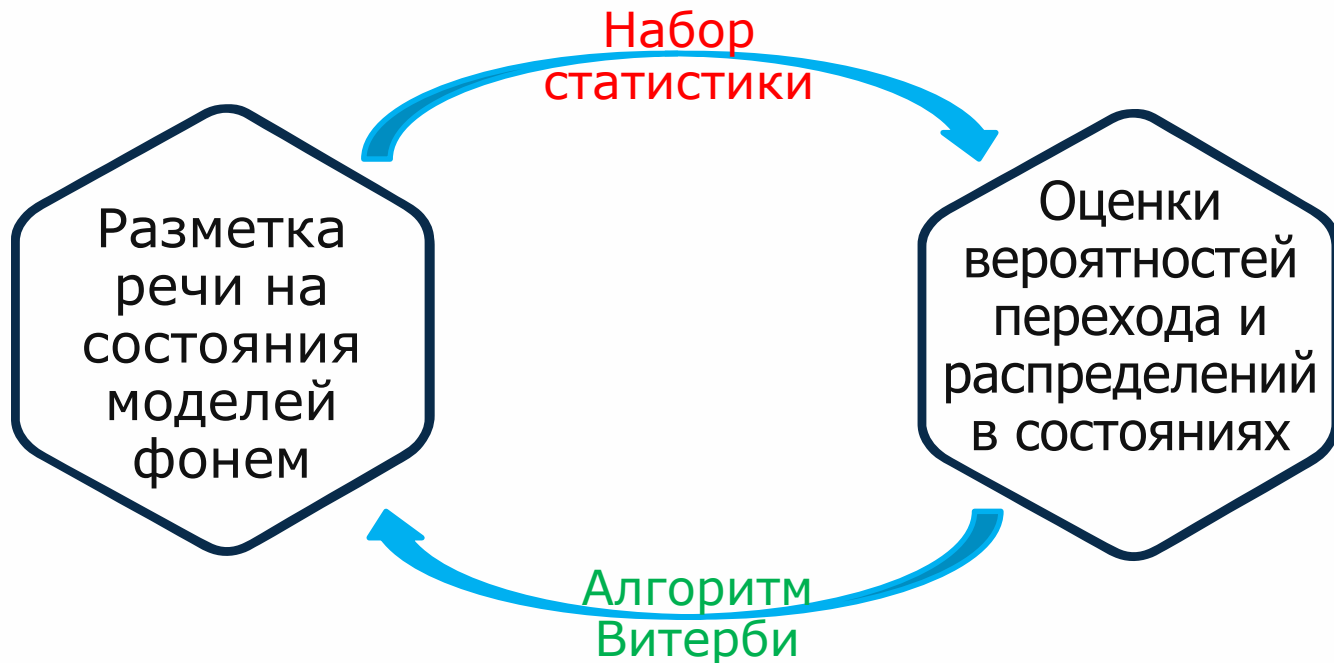 Набор
статистики
Разметка
речи на
состояния
моделей
фонем
Оценки
вероятностей
перехода и
распределений
в состояниях
Алгоритм
Витерби